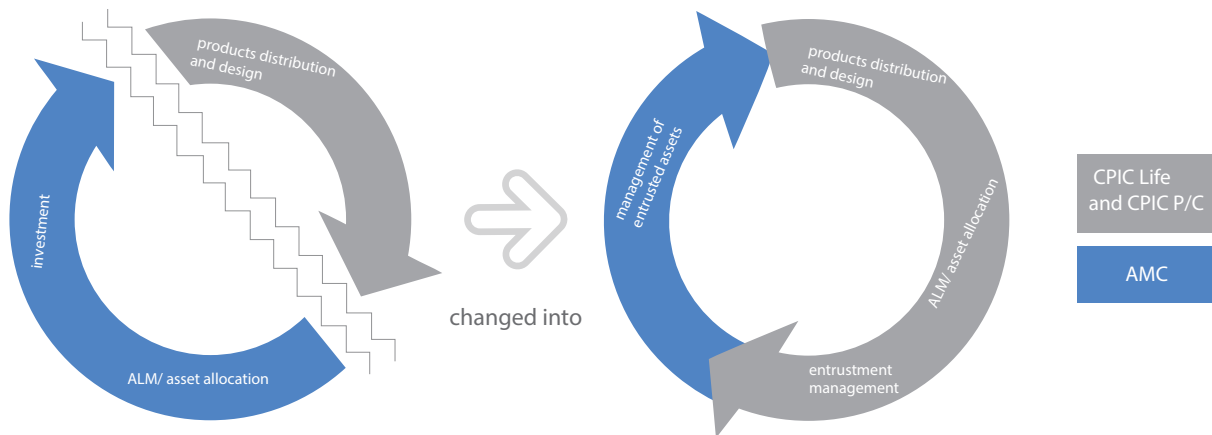 products distribution
and design
investment
ALM/ asset allocation
changed into
products distribution
and design
management of
entrusted assets
ALM/ asset allocation
entrustment
management
CPIC Life
and CPIC P/C
AMC